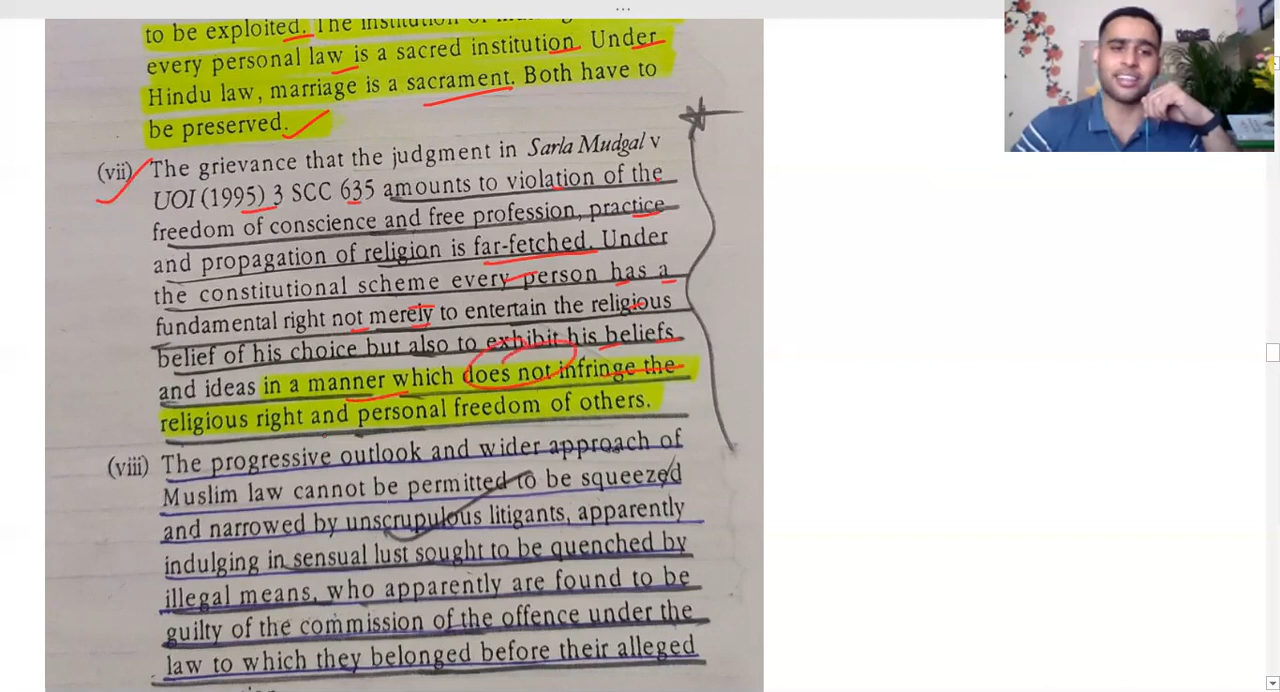 to be exploited. The institution of
every personal law is a sacred institution. Under
Hindu law, marriage is a sacrament. Both have to
be preserved.
(vii) The grievance that the judgment in Sarla Mudgal v
UOI (1995) 3 SCC 635 amounts to violation of the
freedom of conscience and free profession, practice
and propagation of religion is far-fetched. Under
the constitutional scheme every person has a
fundamental right not merely to entertain the religious
belief of his choice but also to exhibit his beliefs
and ideas in a manner which does not infringe the
religious right and personal freedom of others.
(viii) The progressive outlook and wider approach of
Muslim law cannot be permitted to be squeezed
and narrowed by unscrupulous litigants, apparently
indulging in sensual lust sought to be quenched by
illegal means, who apparently are found to be
guilty of the commission of the offence under the
law to which they belonged before their alleged